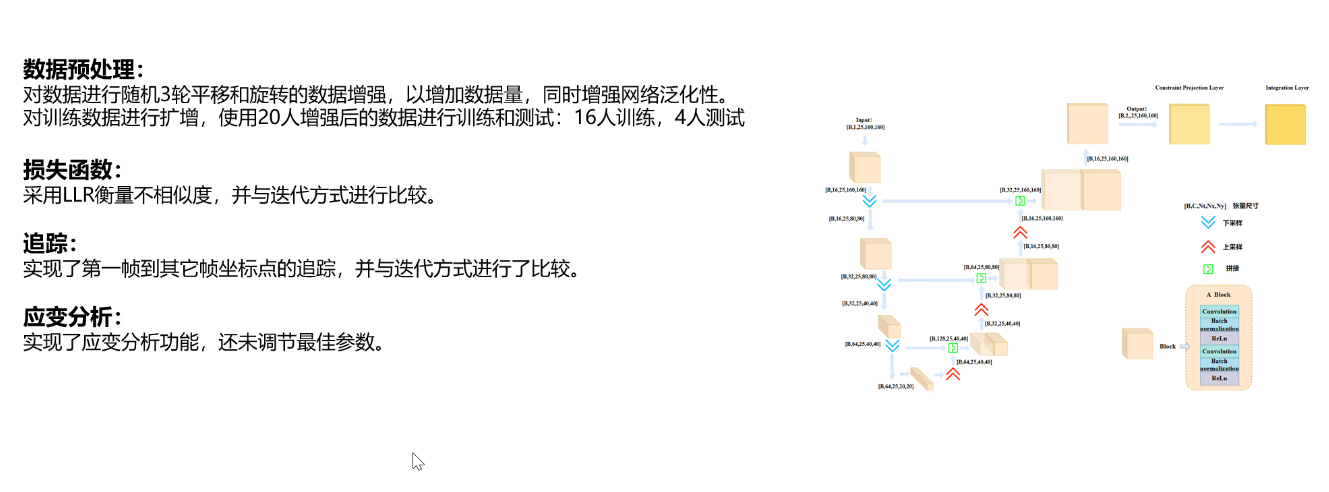 数据预处理：
对数据进行随机3轮平移和旋转的数据增强，以增加数据量，同时增强网络泛化性。
对训练数据进行扩增，使用20人增强后的数据进行训练和测试：16人训练，4人测试
损失函数：
采用LLR衡量不相似度，并与迭代方式进行比较。
追踪：
实现了第一帧到其它帧坐标点的追踪，并与迭代方式进行了比较。
应变分析：
实现了应变分析功能，还未调节最佳参数。
Constraint Projection Layer
Integration Layer
Output:
[B,2,,25,160,160]
Input:
[B,1,25,160,160]
[B,16,25,160,160]
[B,16,25,160,160]
[B,32,25,160,160]
[B,16,25,80,80]
[B,16,25,160,160]
[B,16,25,80,80]
[B,32,25,80,80]
[B,64,25,80,80]
[B,32,25,80,80]
[B,32,25,40,40]
[B,32,25,40,40]
[B,64,25,40,40]
[B,128,25,40,40]
[B,64,25,40,40]
[B,64,25,20,20]
[B,C,Nt,Nx,Ny] 张量尺寸
下采样
上采样
拼接
A Block
Convolution
Batch
normalization
ReLu
Convolution
Batch
normalization
ReLu
Block